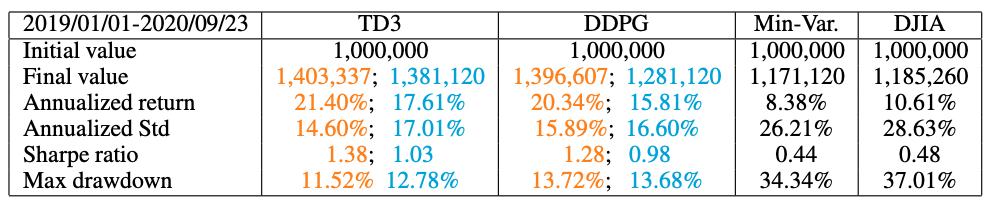 2019/01/01-2020/09/23 TD3 DDPG Min-Var. DJIA
Initial value 1,000,000 1,000,000 1,000,000 1,000,000
Final value 1,403,337; 1,381,120 1,396,607; 1,281,120 1,171,120 1,185,260
Annualized return 21.40%; 17.61% 20.34%; 15.81% 8.38% 10.61%
Annualized Std 14.60%; 17.01% 15.89%; 16.60% 26.21% 28.63%
Sharpe ratio 1.38; 1.03 1.28; 0.98 0.44 0.48
Max drawdown 11.52% 12.78% 13.72%; 13.68% 34.34% 37.01%